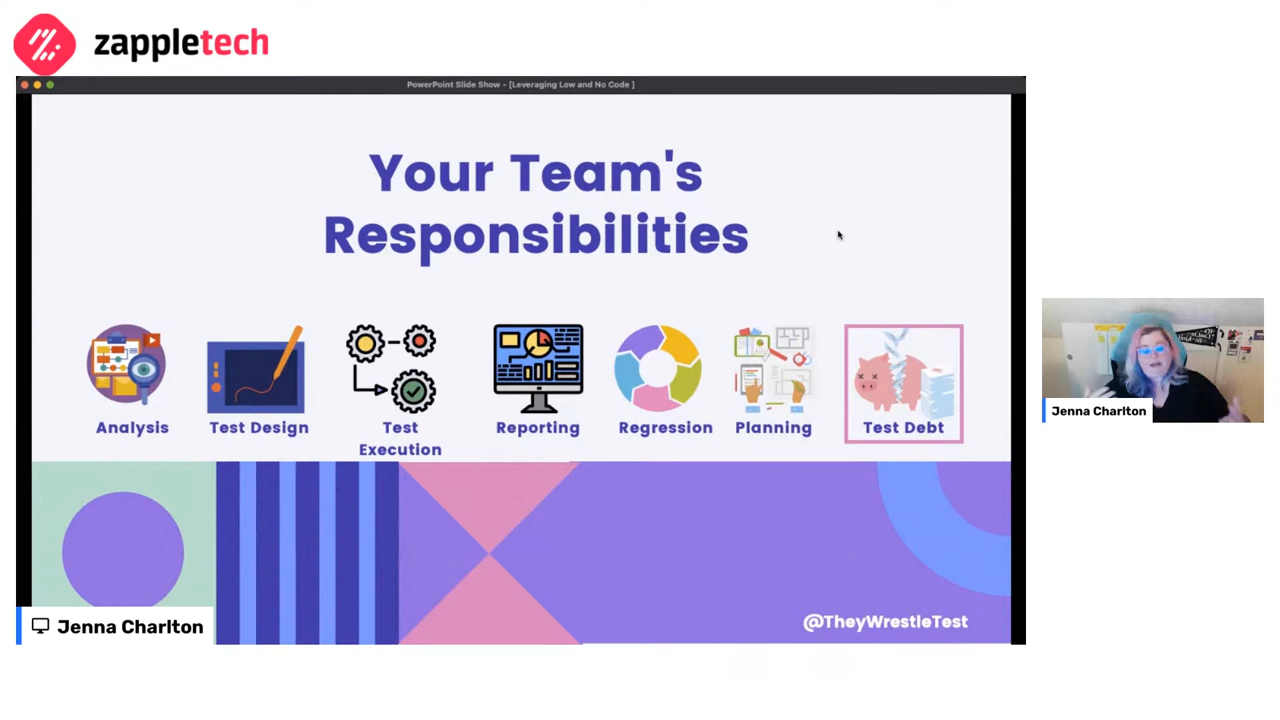 zappletech
PowerPoint Slide Show - [Leveraging Low and No Code ]
Your Team's
Responsibilities
Analysis
Test Design
Test
Execution
Reporting
Regression
Planning
Test Debt
@TheyWrestleTest
Jenna Charlton
Jenna Charlton